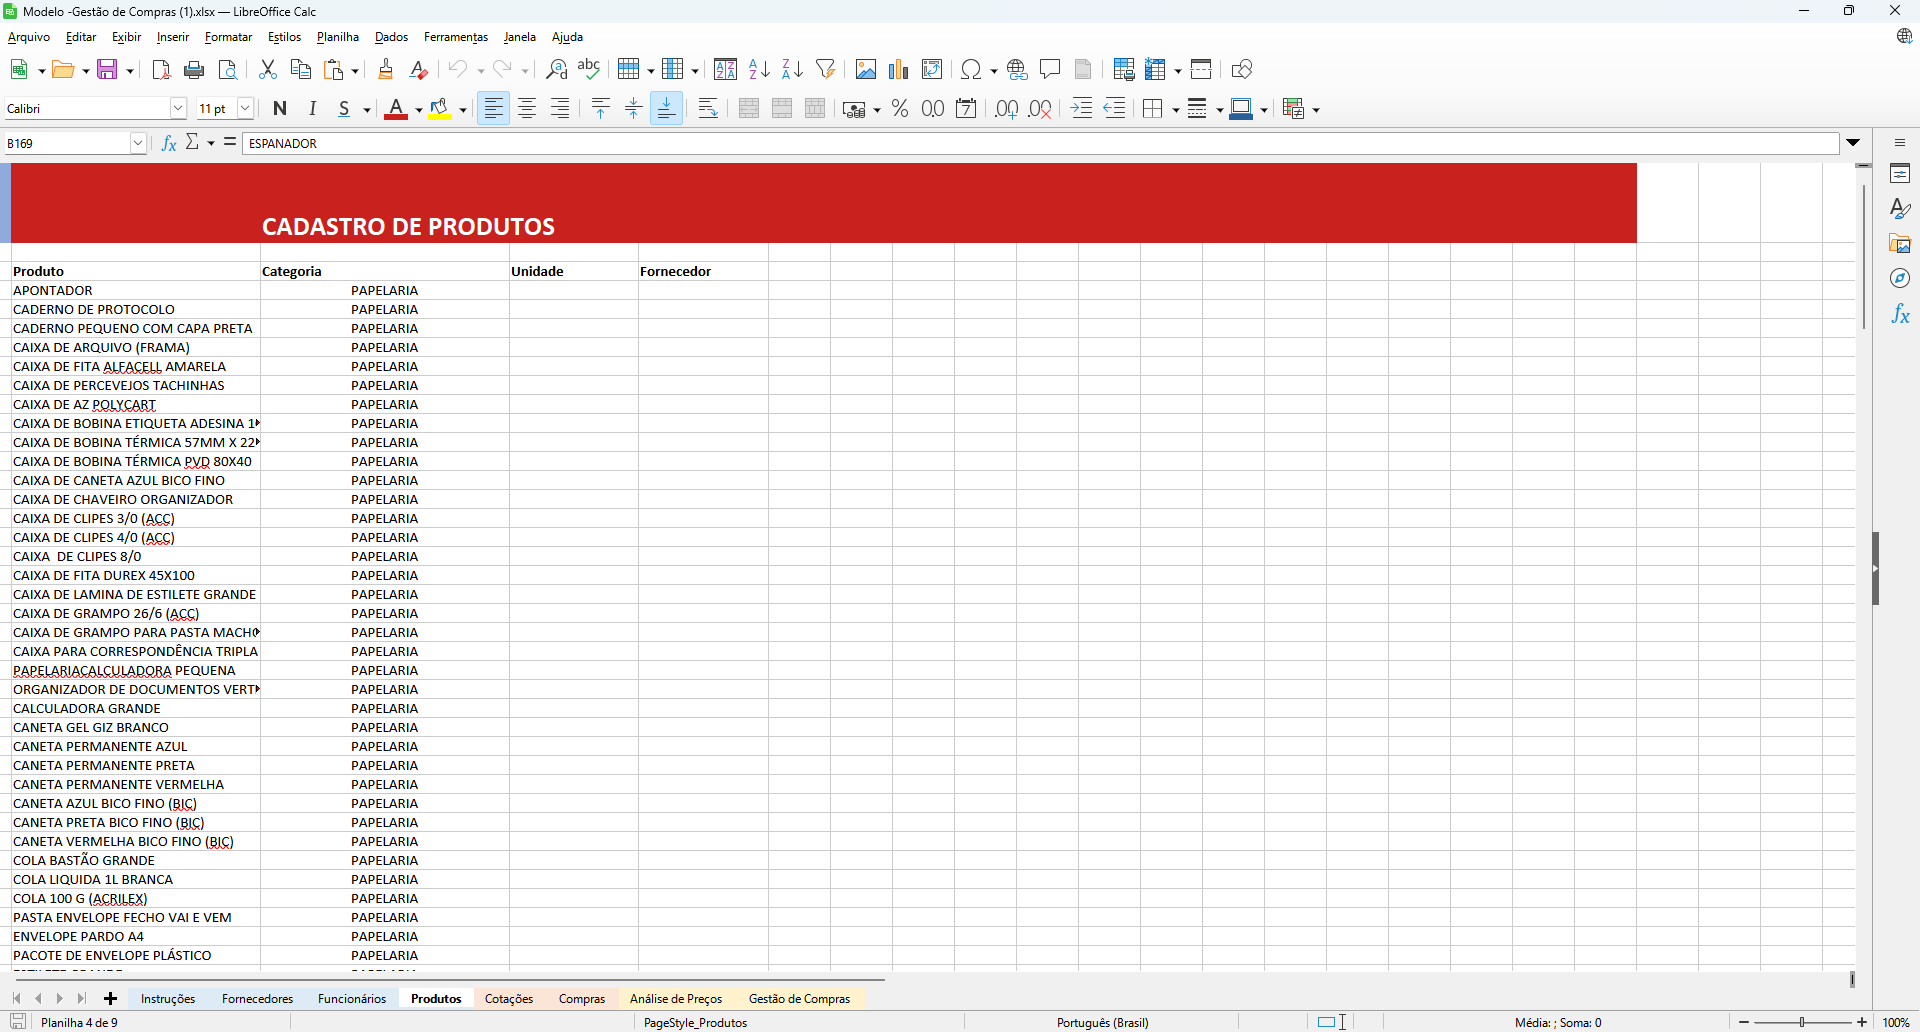 Modelo -Gestão de Compras (1).xlsx — LibreOffice Calc
Arquivo Editar Exibir Inserir Formatar Estilos Planilha Dados Ferramentas Janela Ajuda
Calibri 11 pt N I S A
B169 fx Σ = ESPANADOR
CADASTRO DE PRODUTOS
Produto Categoria Unidade Fornecedor
APONTADOR PAPELARIA
CADERNO DE PROTOCOLO PAPELARIA
CADERNO PEQUENO COM CAPA PRETA PAPELARIA
CAIXA DE ARQUIVO (FRAMA) PAPELARIA
CAIXA DE FITA ALFACELL AMARELA PAPELARIA
CAIXA DE PERCEVEJOS TACHINHAS PAPELARIA
CAIXA DE AZ POLYCART PAPELARIA
CAIXA DE BOBINA ETIQUETA ADESINA 1 PAPELARIA
CAIXA DE BOBINA TÉRMICA 57MM X 22 PAPELARIA
CAIXA DE BOBINA TÉRMICA PVD 80X40 PAPELARIA
CAIXA DE CANETA AZUL BICO FINO PAPELARIA
CAIXA DE CHAVEIRO ORGANIZADOR PAPELARIA
CAIXA DE CLIPES 3/0 (ACC) PAPELARIA
CAIXA DE CLIPES 4/0 (ACC) PAPELARIA
CAIXA  DE CLIPES 8/0 PAPELARIA
CAIXA DE FITA DUREX 45X100 PAPELARIA
CAIXA DE LAMINA DE ESTILETE GRANDE PAPELARIA
CAIXA DE GRAMPO 26/6 (ACC) PAPELARIA
CAIXA DE GRAMPO PARA PASTA MACHO PAPELARIA
CAIXA PARA CORRESPONDÊNCIA TRIPLA PAPELARIA
PAPELARIACALCULADORA PEQUENA PAPELARIA
ORGANIZADOR DE DOCUMENTOS VERT PAPELARIA
CALCULADORA GRANDE PAPELARIA
CANETA GEL GIZ BRANCO PAPELARIA
CANETA PERMANENTE AZUL PAPELARIA
CANETA PERMANENTE PRETA PAPELARIA
CANETA PERMANENTE VERMELHA PAPELARIA
CANETA AZUL BICO FINO (BIC) PAPELARIA
CANETA PRETA BICO FINO (BIC) PAPELARIA
CANETA VERMELHA BICO FINO (BIC) PAPELARIA
COLA BASTÃO GRANDE PAPELARIA
COLA LIQUIDA 1L BRANCA PAPELARIA
COLA 100 G (ACRILEX) PAPELARIA
PASTA ENVELOPE FECHO VAI E VEM PAPELARIA
ENVELOPE PARDO A4 PAPELARIA
PACOTE DE ENVELOPE PLÁSTICO PAPELARIA
Instruções Fornecedores Funcionários Produtos Cotações Compras Análise de Preços Gestão de Compras
Planilha 4 de 9 PageStyle_Produtos Português (Brasil) Média: ; Soma: 0 100%